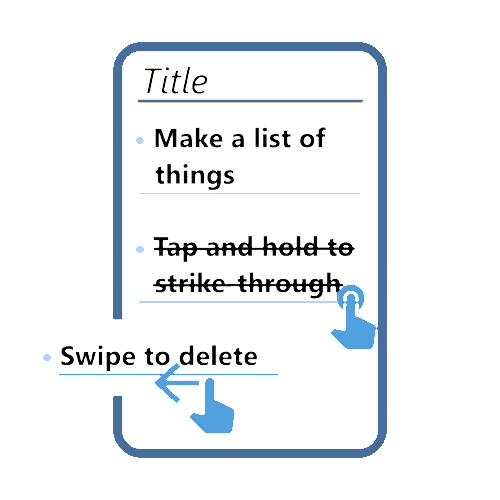 Title
Make a list of
things
Tap and hold to
strike-through
Swipe to delete